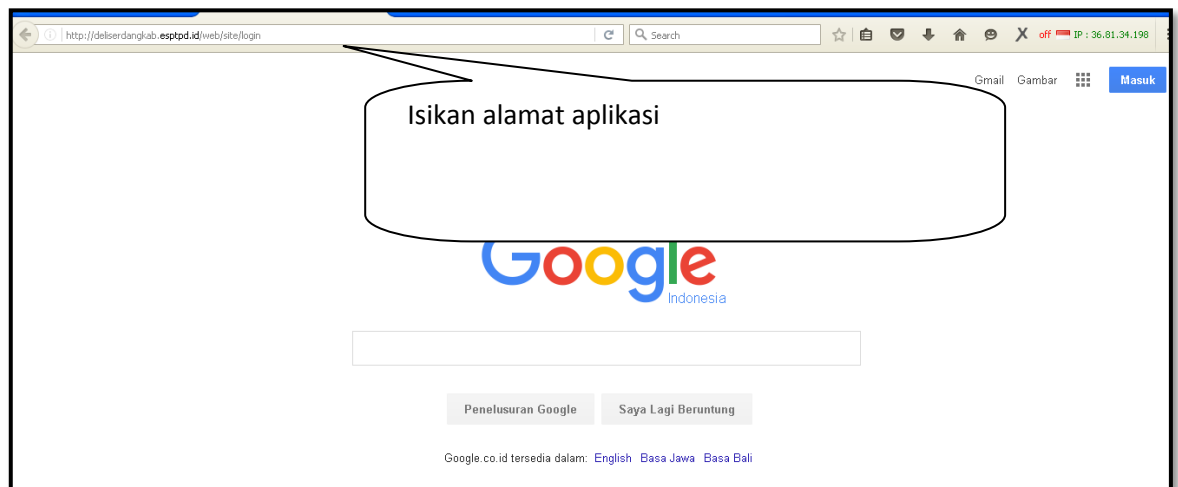 http://deliserdangkab.esptpd.id/web/site/login
Search
off IP : 36.81.34.198
Gmail Gambar Masuk
Isikan alamat aplikasi
Google
Indonesia
Penelusuran Google Saya Lagi Beruntung
Google.co.id tersedia dalam: English Basa Jawa Basa Bali